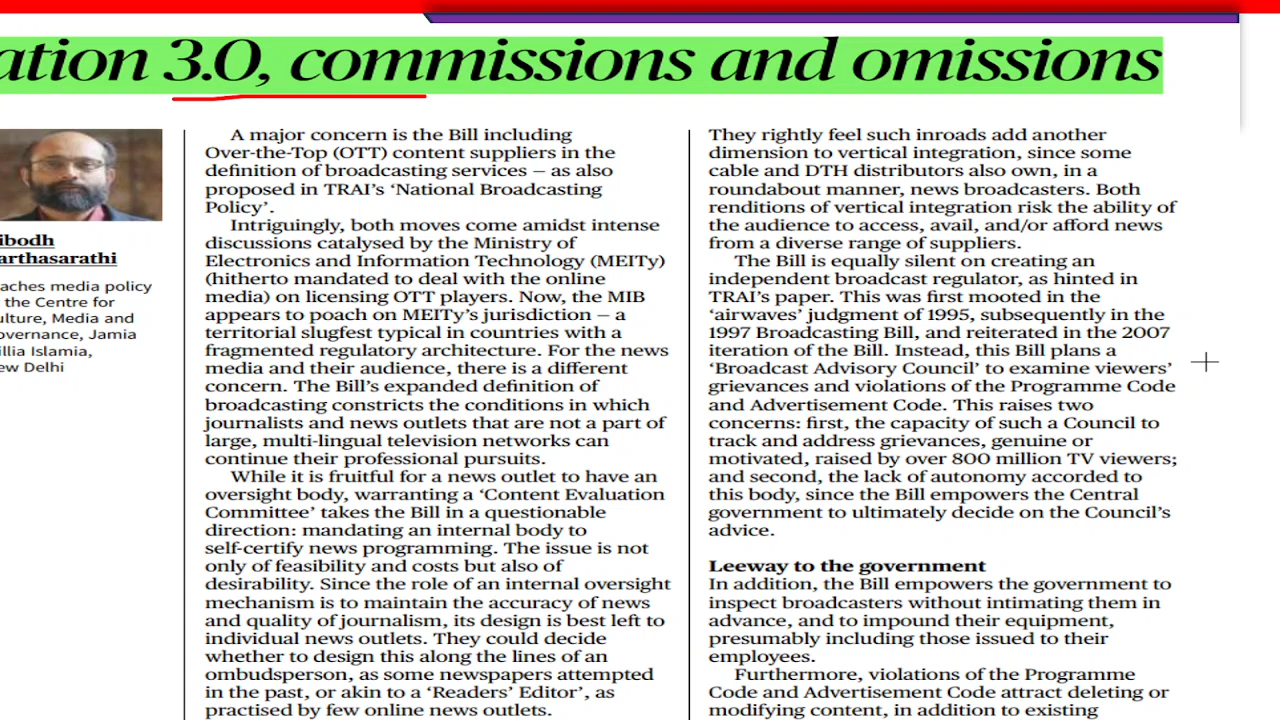 ation 3.0, commissions and omissions
ibodh
arthasarathi
aches media policy
the Centre for
ulture, Media and
overnance, Jamia
illia Islamia,
ew Delhi
A major concern is the Bill including
Over-the-Top (OTT) content suppliers in the
definition of broadcasting services — as also
proposed in TRAI’s ‘National Broadcasting
Policy’.
Intriguingly, both moves come amidst intense
discussions catalysed by the Ministry of
Electronics and Information Technology (MEITy)
(hitherto mandated to deal with the online
media) on licensing OTT players. Now, the MIB
appears to poach on MEITy’s jurisdiction — a
territorial slugfest typical in countries with a
fragmented regulatory architecture. For the news
media and their audience, there is a different
concern. The Bill’s expanded definition of
broadcasting constricts the conditions in which
journalists and news outlets that are not a part of
large, multi-lingual television networks can
continue their professional pursuits.
While it is fruitful for a news outlet to have an
oversight body, warranting a ‘Content Evaluation
Committee’ takes the Bill in a questionable
direction: mandating an internal body to
self-certify news programming. The issue is not
only of feasibility and costs but also of
desirability. Since the role of an internal oversight
mechanism is to maintain the accuracy of news
and quality of journalism, its design is best left to
individual news outlets. They could decide
whether to design this along the lines of an
ombudsperson, as some newspapers attempted
in the past, or akin to a ‘Readers’ Editor’, as
practised by few online news outlets.
They rightly feel such inroads add another
dimension to vertical integration, since some
cable and DTH distributors also own, in a
roundabout manner, news broadcasters. Both
renditions of vertical integration risk the ability of
the audience to access, avail, and/or afford news
from a diverse range of suppliers.
The Bill is equally silent on creating an
independent broadcast regulator, as hinted in
TRAI’s paper. This was first mooted in the
‘airwaves’ judgment of 1995, subsequently in the
1997 Broadcasting Bill, and reiterated in the 2007
iteration of the Bill. Instead, this Bill plans a
‘Broadcast Advisory Council’ to examine viewers’
grievances and violations of the Programme Code
and Advertisement Code. This raises two
concerns: first, the capacity of such a Council to
track and address grievances, genuine or
motivated, raised by over 800 million TV viewers;
and second, the lack of autonomy accorded to
this body, since the Bill empowers the Central
government to ultimately decide on the Council’s
advice.
Leeway to the government
In addition, the Bill empowers the government to
inspect broadcasters without intimating them in
advance, and to impound their equipment,
presumably including those issued to their
employees.
Furthermore, violations of the Programme
Code and Advertisement Code attract deleting or
modifying content, in addition to existing